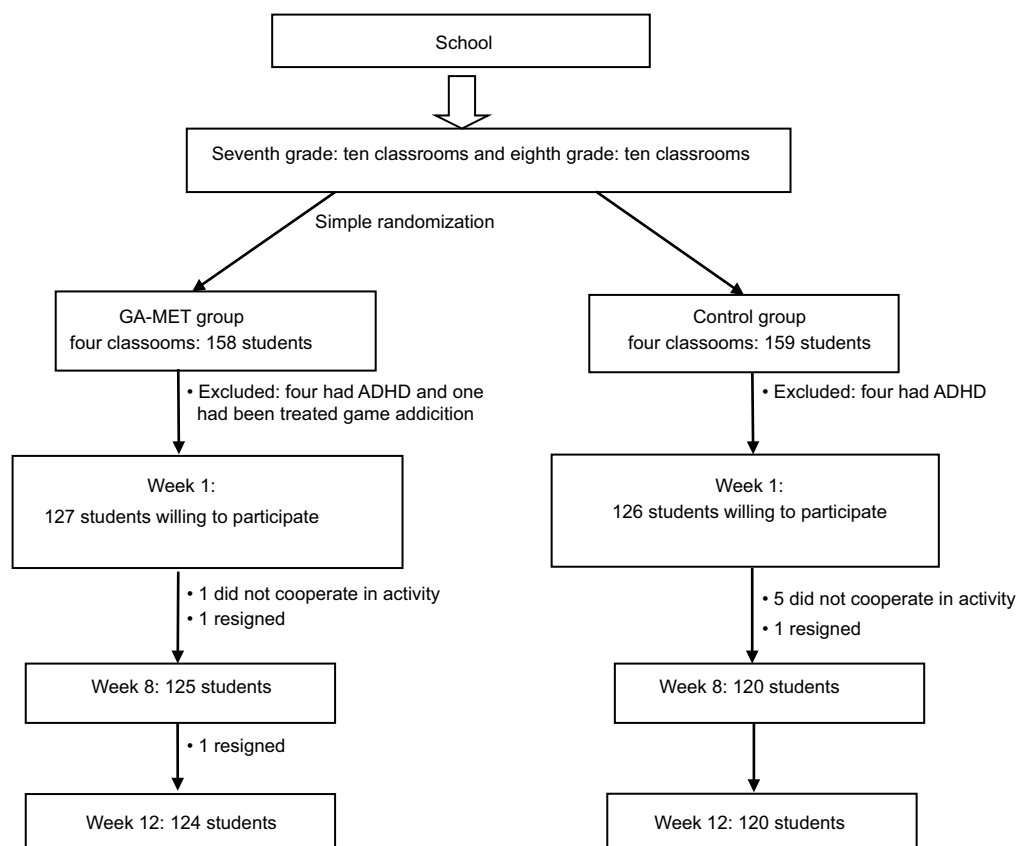 School
Seventh grade: ten classrooms and eighth grade: ten classrooms
Simple randomization
GA-MET group
four classooms: 158 students
Control group
four classooms: 159 students
• Excluded: four had ADHD and one
had been treated game addicition
• Excluded: four had ADHD
Week 1:
127 students willing to participate
Week 1:
126 students willing to participate
• 1 did not cooperate in activity
• 1 resigned
• 5 did not cooperate in activity
• 1 resigned
Week 8: 125 students
Week 8: 120 students
• 1 resigned
Week 12: 124 students
Week 12: 120 students